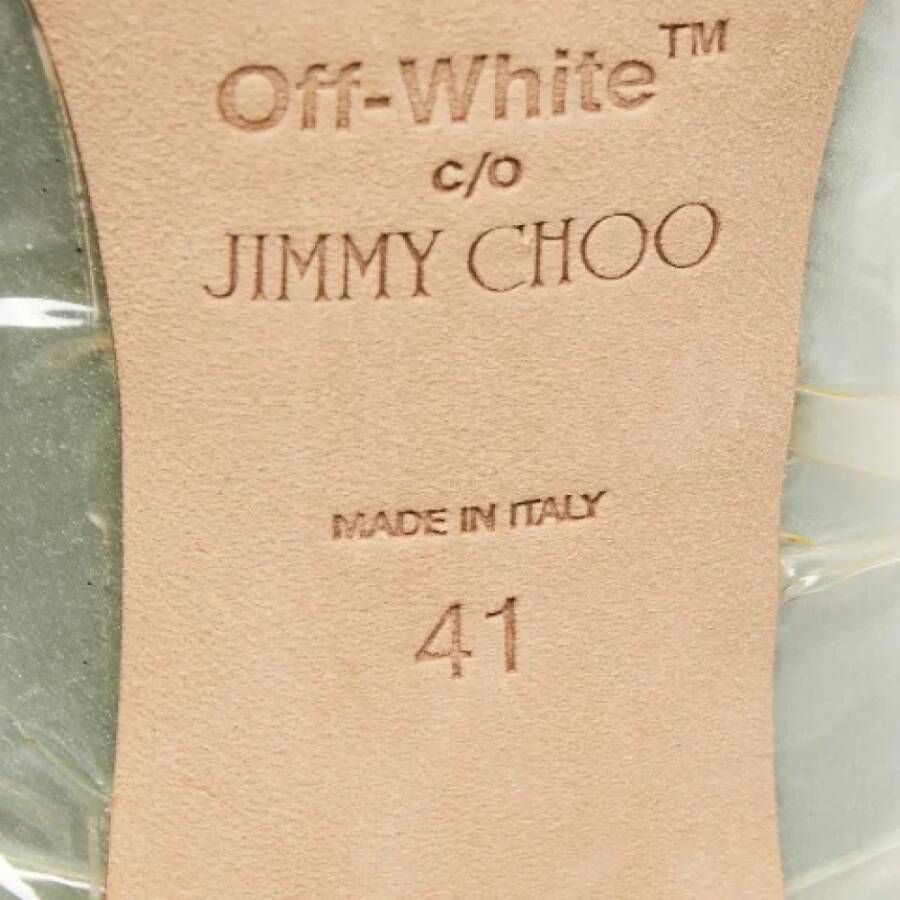 Off-White™
c/o
JIMMY CHOO
MADE IN ITALY
41